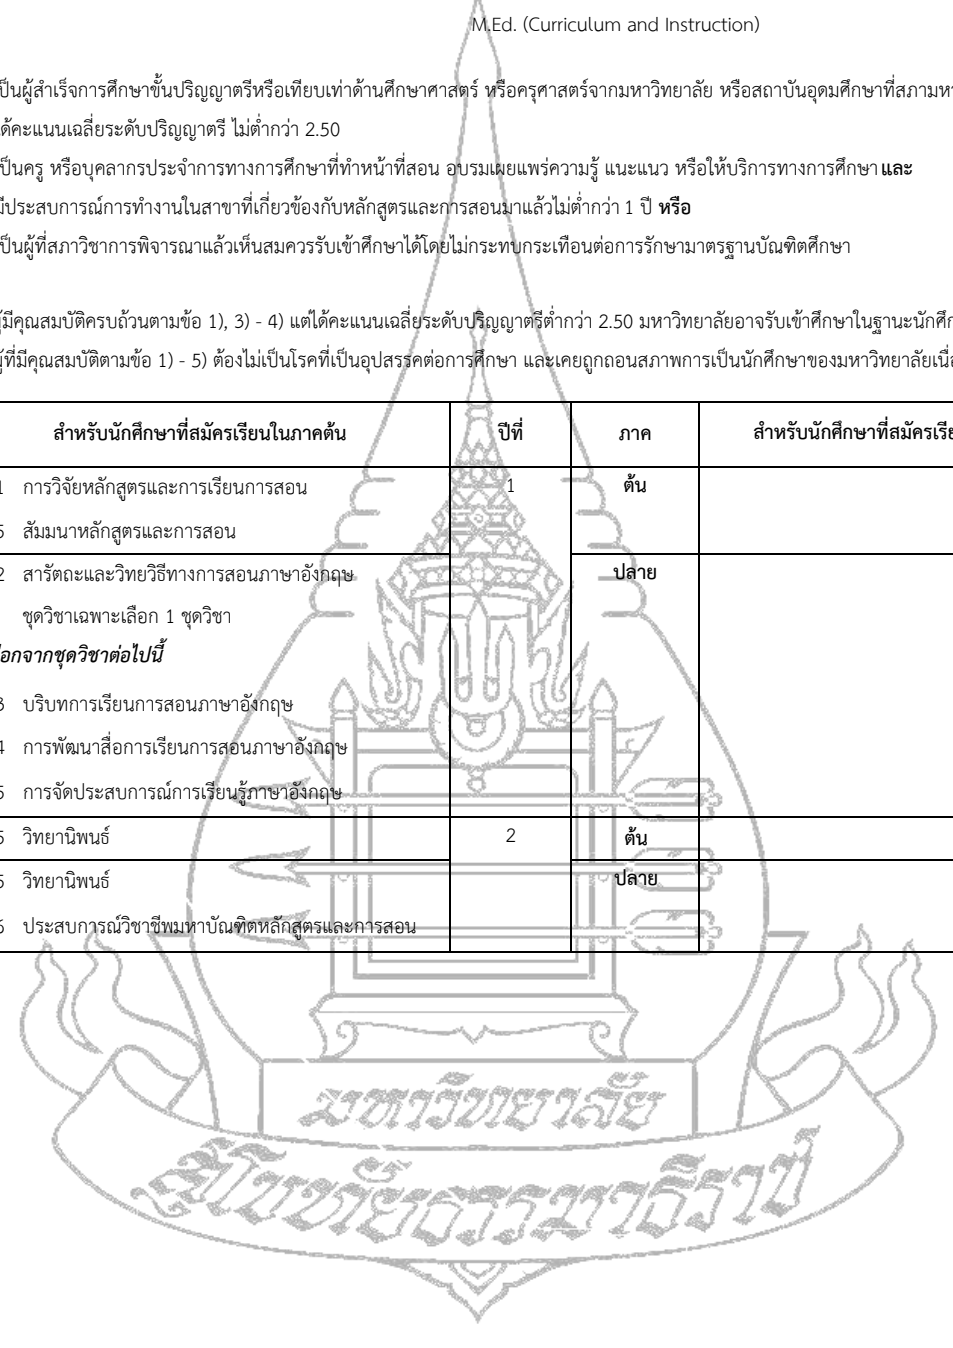 M.Ed. (Curriculum and Instruction)
เป็นผู้สำเร็จการศึกษาขั้นปริญญาตรีหรือเทียบเท่าด้านศึกษาศาสตร์ หรือครุศาสตร์จากมหาวิทยาลัย หรือสถาบันอุดมศึกษาที่สภามห
ได้คะแนนเฉลี่ยระดับปริญญาตรี ไม่ต่ำกว่า 2.50
เป็นครู หรือบุคลากรประจำการทางการศึกษาที่ทำหน้าที่สอน อบรมเผยแพร่ความรู้ แนะแนว หรือให้บริการทางการศึกษา และ
มีประสบการณ์การทำงานในสาขาที่เกี่ยวข้องกับหลักสูตรและการสอนมาแล้วไม่ต่ำกว่า 1 ปี หรือ
เป็นผู้ที่สภาวิชาการพิจารณาแล้วเห็นสมควรรับเข้าศึกษาได้โดยไม่กระทบกระเทือนต่อการรักษามาตรฐานบัณฑิตศึกษา
ผู้มีคุณสมบัติครบถ้วนตามข้อ 1), 3) - 4) แต่ได้คะแนนเฉลี่ยระดับปริญญาตรีต่ำกว่า 2.50 มหาวิทยาลัยอาจรับเข้าศึกษาในฐานะนักศึก
ผู้ที่มีคุณสมบัติตามข้อ 1) - 5) ต้องไม่เป็นโรคที่เป็นอุปสรรคต่อการศึกษา และเคยถูกถอนสภาพการเป็นนักศึกษาของมหาวิทยาลัยเนื่อ
สำหรับนักศึกษาที่สมัครเรียนในภาคต้น ปีที่ ภาค สำหรับนักศึกษาที่สมัครเรีย
1 การวิจัยหลักสูตรและการเรียนการสอน 1 ต้น
5 สัมมนาหลักสูตรและการสอน
2 สารัตถะและวิทยวิธีทางการสอนภาษาอังกฤษ ปลาย
ชุดวิชาเฉพาะเลือก 1 ชุดวิชา
ลือกจากชุดวิชาต่อไปนี้
3 บริบทการเรียนการสอนภาษาอังกฤษ
4 การพัฒนาสื่อการเรียนการสอนภาษาอังกฤษ
5 การจัดประสบการณ์การเรียนรู้ภาษาอังกฤษ
5 วิทยานิพนธ์ 2 ต้น
5 วิทยานิพนธ์ ปลาย
6 ประสบการณ์วิชาชีพมหาบัณฑิตหลักสูตรและการสอน
มหาวิทยาลัย
สุโขทัยธรรมาธิราช